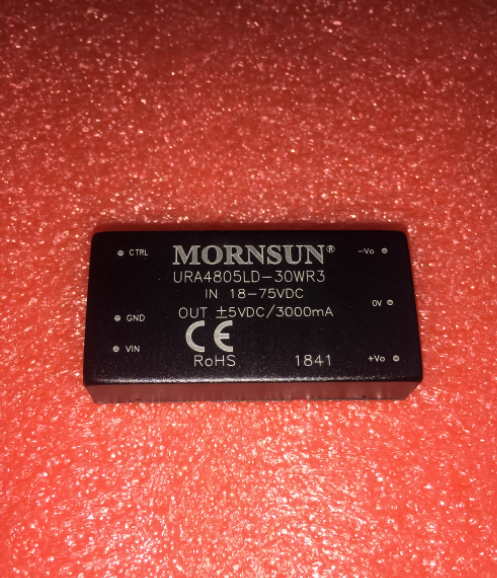 CTRL
MORNSUN®
-Vo
URA4805LD-30WR3
IN 18-75VDC
0V
OUT ±5VDC/3000mA
GND
CE
VIN
RoHS
1841
+Vo